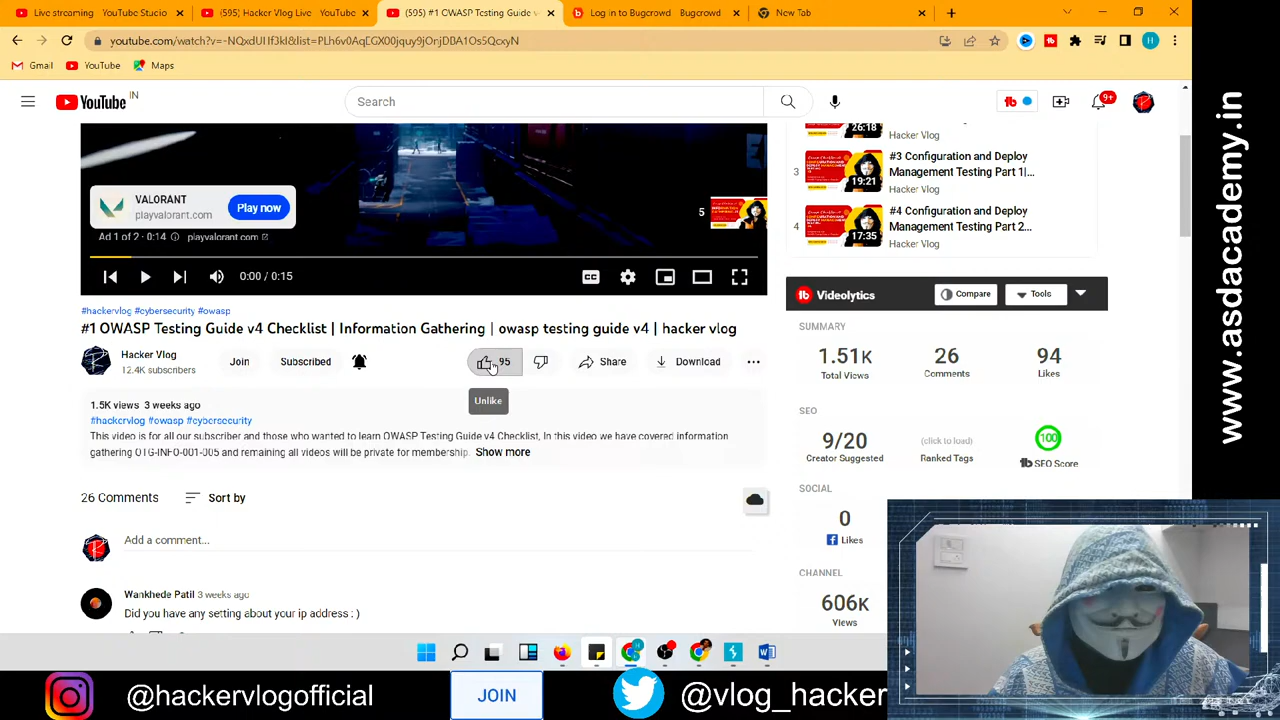 Live streaming - YouTube Studio
(595) Hacker Vlog Live - YouTube
(595) #1 OWASP Testing Guide v
Log in to Bugcrowd - Bugcrowd
New Tab
Gmail
YouTube
Maps
YouTube IN
Search
9+
VALORANT
playvalorant.com
Play now
Ad 1 of 2 · 0:14
playvalorant.com
5
0:00 / 0:15
CC
26:18
Hacker Vlog
3
#3 Configuration and Deploy
Management Testing Part 1|...
19:21
Hacker Vlog
4
#4 Configuration and Deploy
Management Testing Part 2...
17:35
Hacker Vlog
#hackervlog #cybersecurity #owasp
#1 OWASP Testing Guide v4 Checklist | Information Gathering | owasp testing guide v4 | hacker vlog
Hacker Vlog
12.4K subscribers
Join
Subscribed
95
Share
Download
Unlike
1.5K views 3 weeks ago
#hackervlog #owasp #cybersecurity
This video is for all our subscriber and those who wanted to learn OWASP Testing Guide v4 Checklist, In this video we have covered information
gathering OTG-INFO-001-005 and remaining all videos will be private for membership. Show more
26 Comments
Sort by
Add a comment...
Wankhede Patil 3 weeks ago
Did you have any setting about your ip address : )
tb Videolytics
Compare
Tools
SUMMARY
1.51K
Total Views
26
Comments
94
Likes
SEO
9/20
Creator Suggested
(click to load)
Ranked Tags
100
tb SEO Score
SOCIAL
0
Likes
CHANNEL
606K
Views
www.asdacademy.in
@hackervlogofficial
JOIN
@vlog_hacker